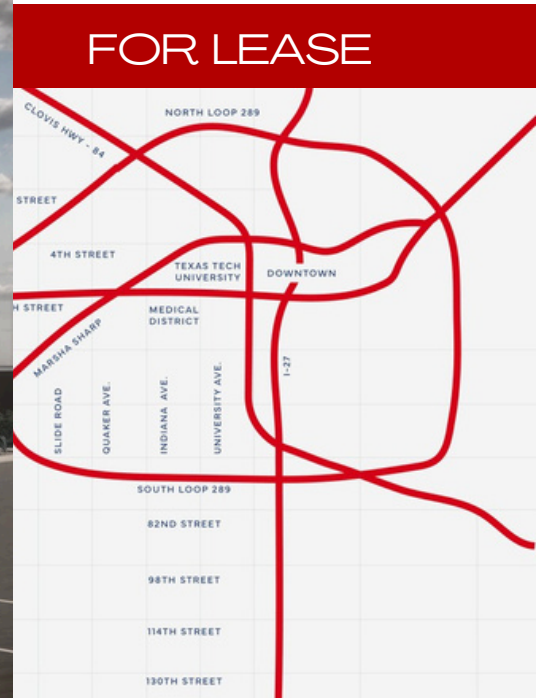 FOR LEASE
NORTH LOOP 289
CLOVIS HWY - 84
STREET
4TH STREET
TEXAS TECH
UNIVERSITY
DOWNTOWN
H STREET
MEDICAL
DISTRICT
MARSHA SHARP
I-27
SLIDE ROAD
QUAKER AVE.
INDIANA AVE.
UNIVERSITY AVE.
SOUTH LOOP 289
82ND STREET
98TH STREET
114TH STREET
130TH STREET